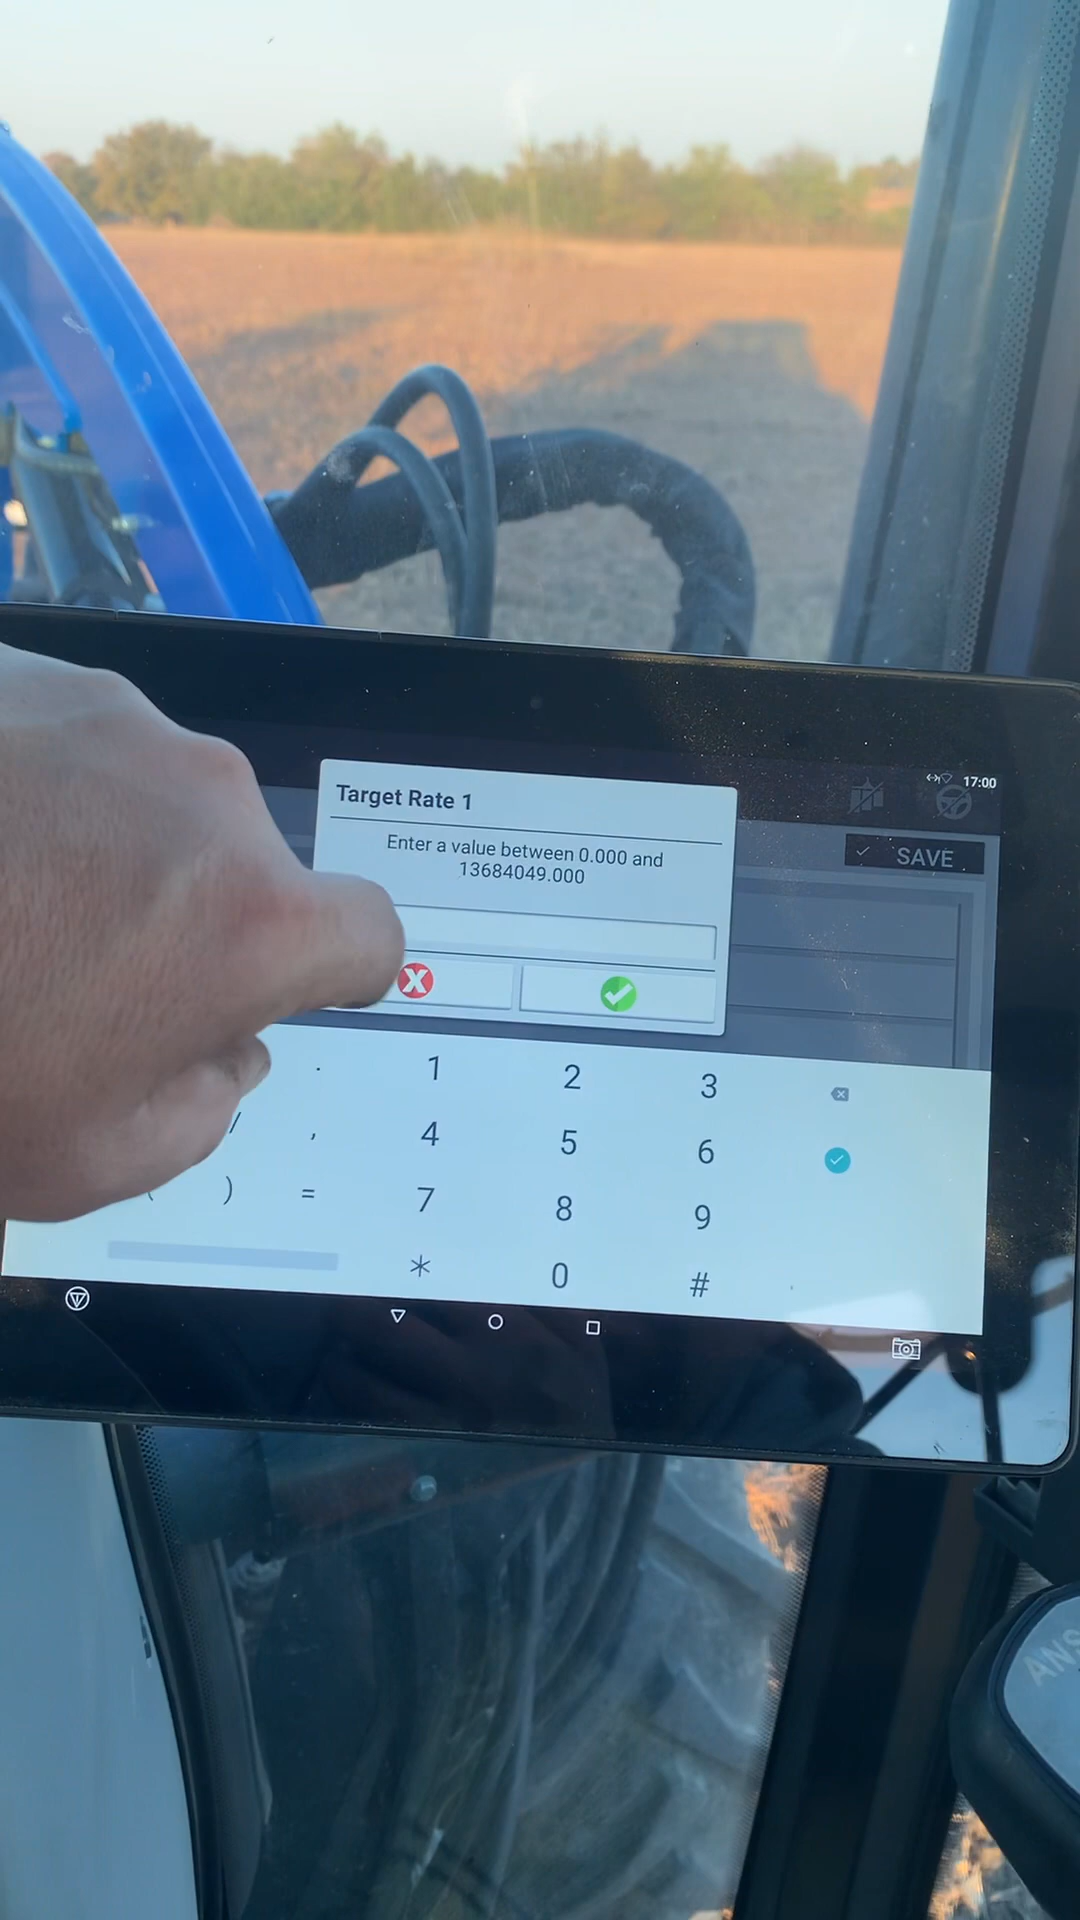 17:00
Target Rate 1
Enter a value between 0.000 and
13684049.000
SAVE
. 1 2 3
/ , 4 5 6
( ) = 7 8 9
* 0 #
ANS